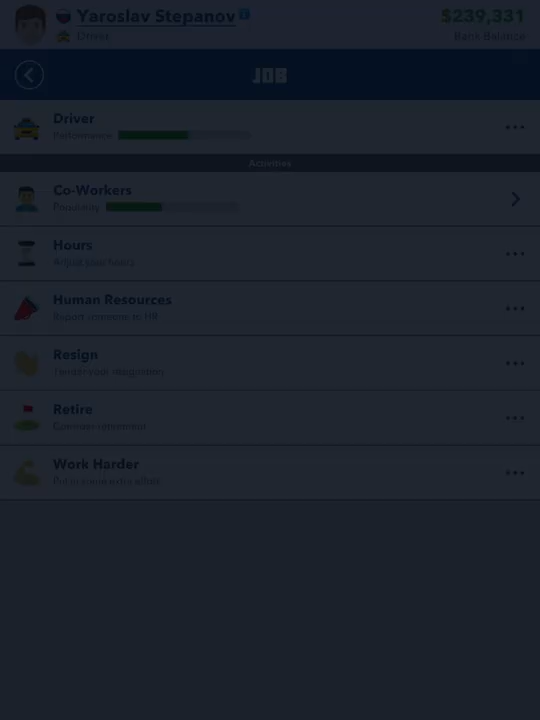 Yaroslav Stepanov
$239,331
Driver
Bank Balance
JOB
Driver
Performance
Activities
Co-Workers
Popularity
Hours
Adjust your hours
Human Resources
Report someone to HR
Resign
Tender your resignation
Retire
Consider retirement
Work Harder
Put in some extra effort